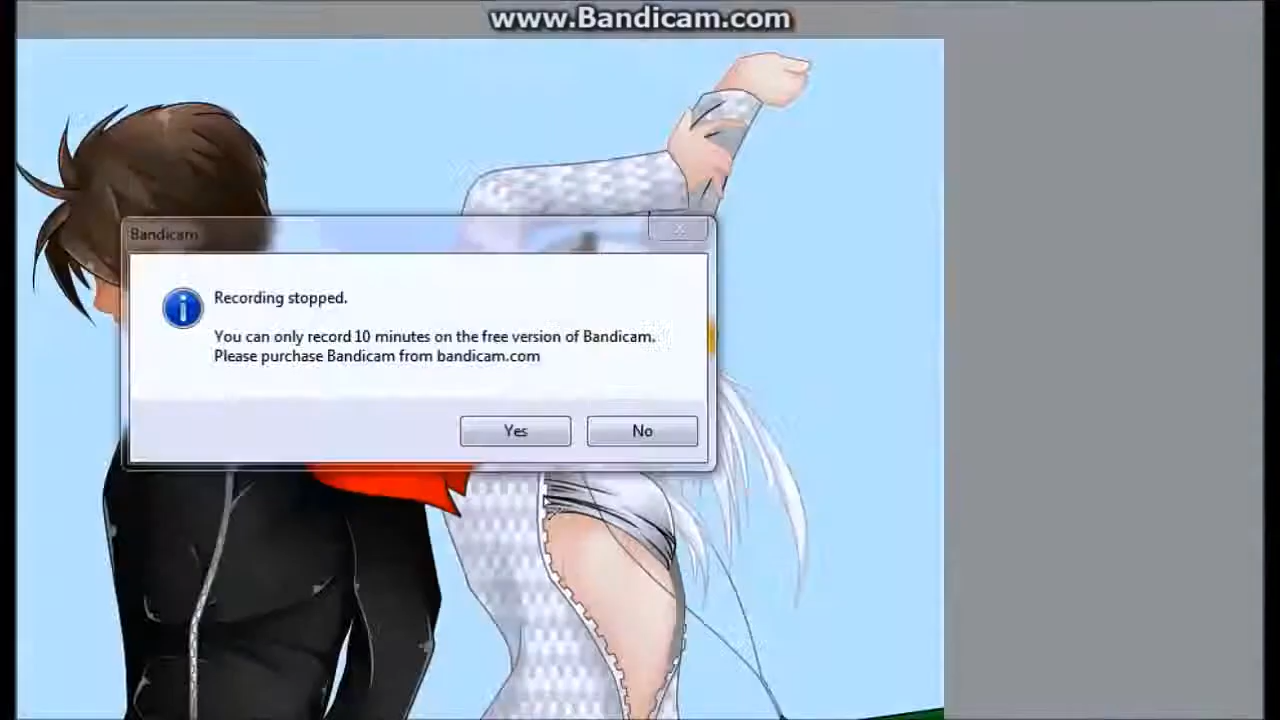 www.Bandicam.com
Bandicam
Recording stopped.
You can only record 10 minutes on the free version of Bandicam.
Please purchase Bandicam from bandicam.com
Yes
No